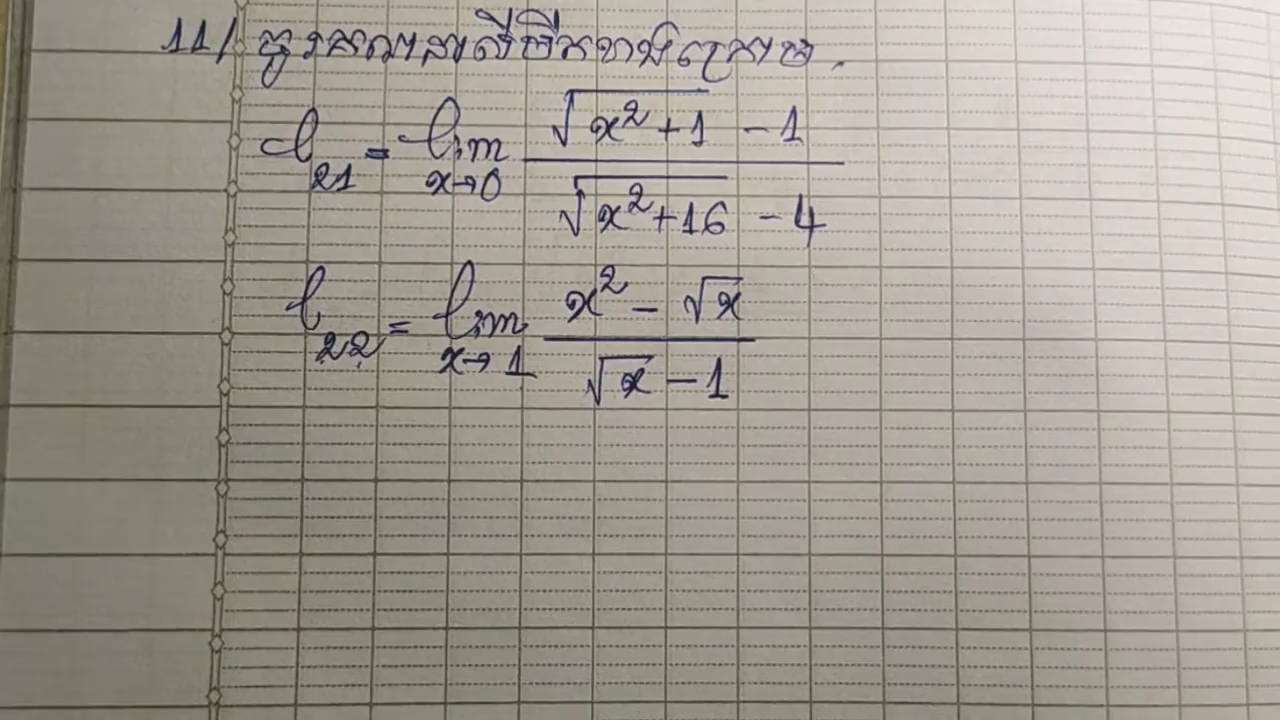 11/ ចូរគណនាលីមីតខាងក្រោម.
l₂₁ = lim x→0 (√(x²+1) - 1)/(√(x²+16) - 4)
l₂₂ = lim x→1 (x² - √x)/(√x - 1)